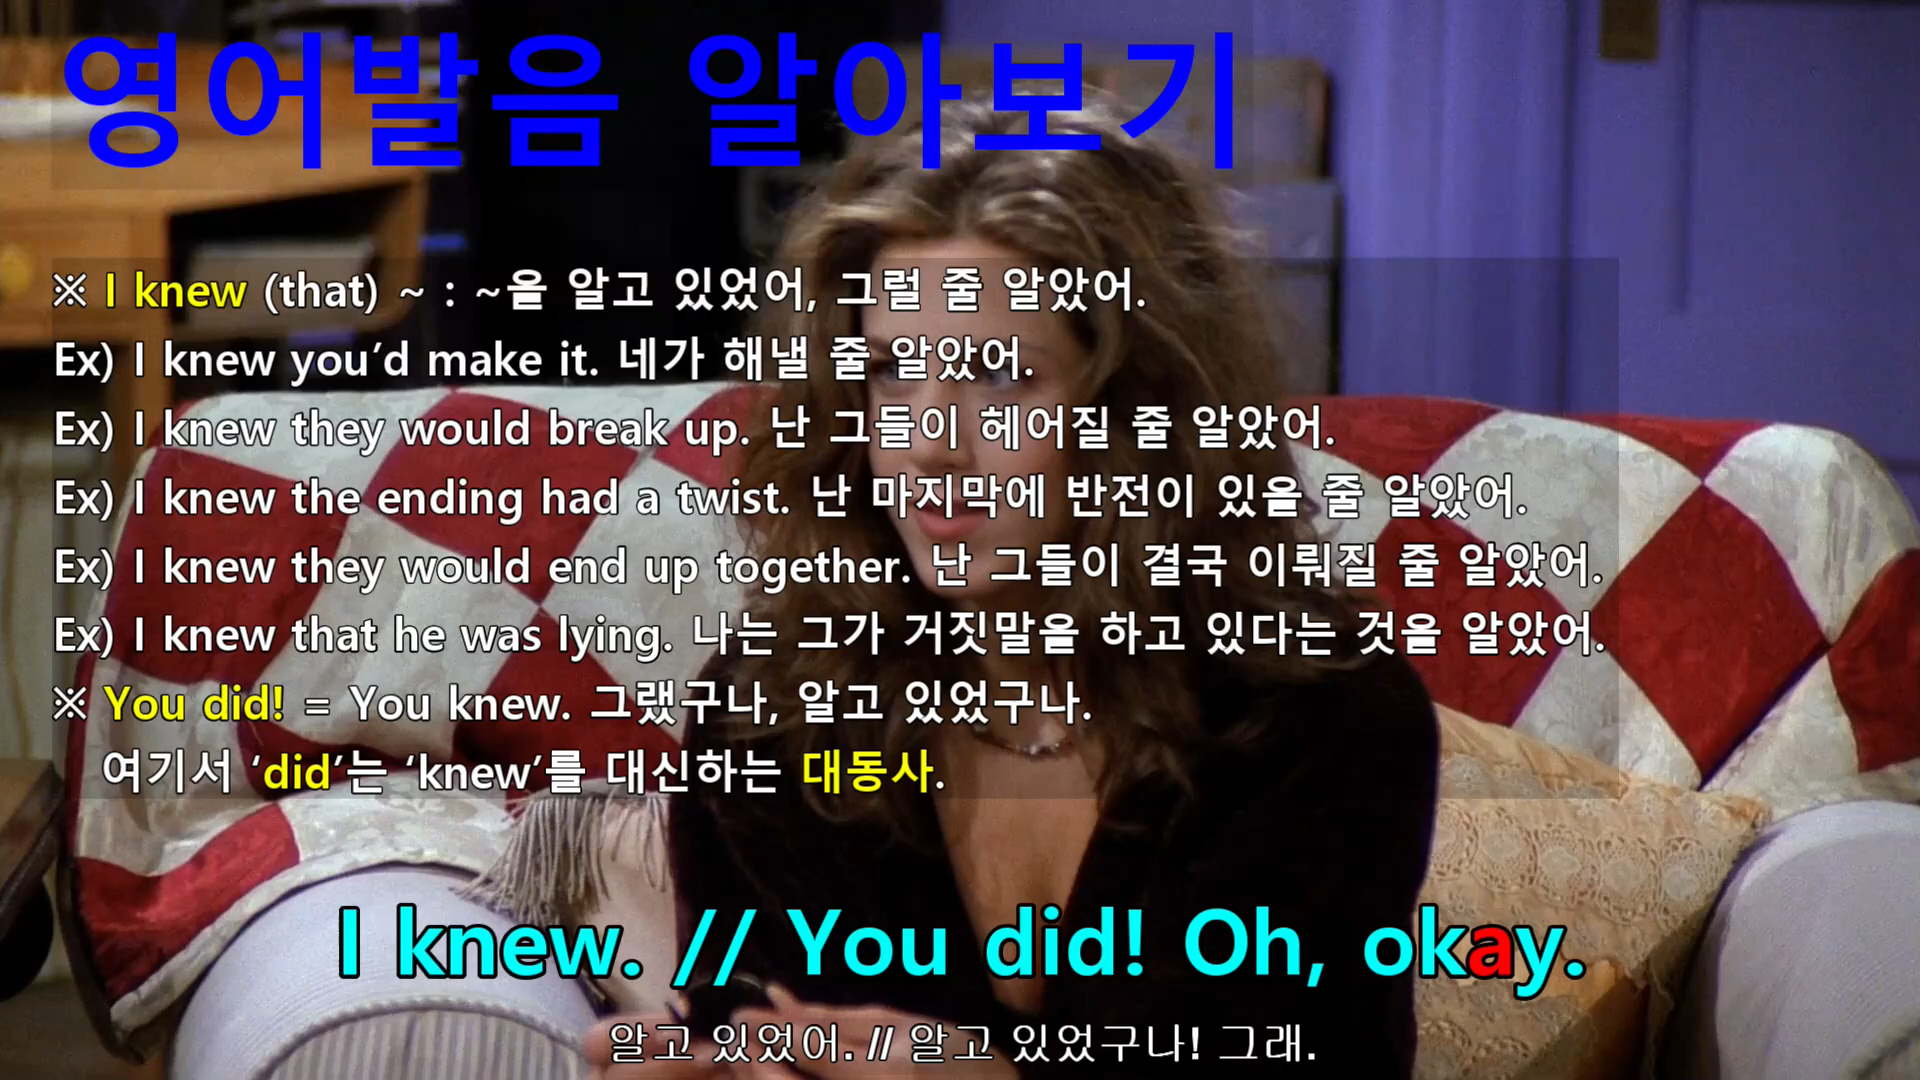 영어발음 알아보기
※ I knew (that) ~ : ~을 알고 있었어, 그럴 줄 알았어.
Ex) I knew you’d make it. 네가 해낼 줄 알았어.
Ex) I knew they would break up. 난 그들이 헤어질 줄 알았어.
Ex) I knew the ending had a twist. 난 마지막에 반전이 있을 줄 알았어.
Ex) I knew they would end up together. 난 그들이 결국 이뤄질 줄 알았어.
Ex) I knew that he was lying. 나는 그가 거짓말을 하고 있다는 것을 알았어.
※ You did! = You knew. 그랬구나, 알고 있었구나.
여기서 ‘did’는 ‘knew’를 대신하는 대동사.
I knew. // You did! Oh, okay.
알고 있었어. // 알고 있었구나! 그래.